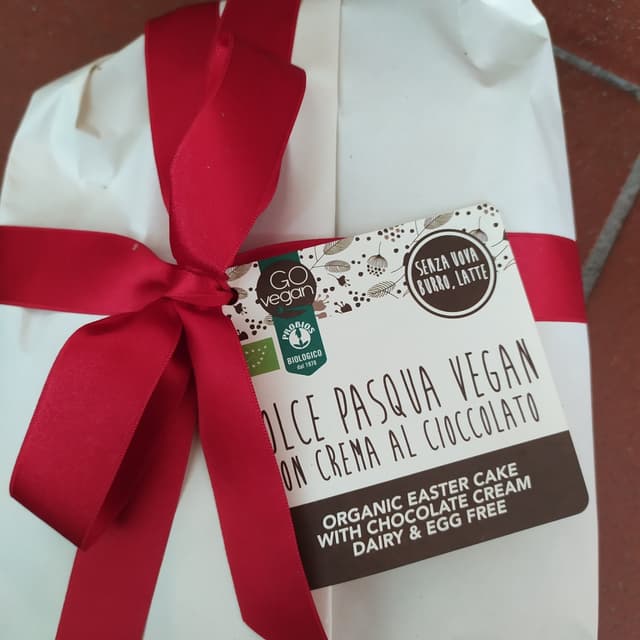 GO
vegan
PROBIOS
BIOLOGICO
dal 1978
SENZA UOVA
BURRO, LATTE
OLCE PASQUA VEGAN
ON CREMA AL CIOCCOLATO
ORGANIC EASTER CAKE
WITH CHOCOLATE CREAM
DAIRY & EGG FREE